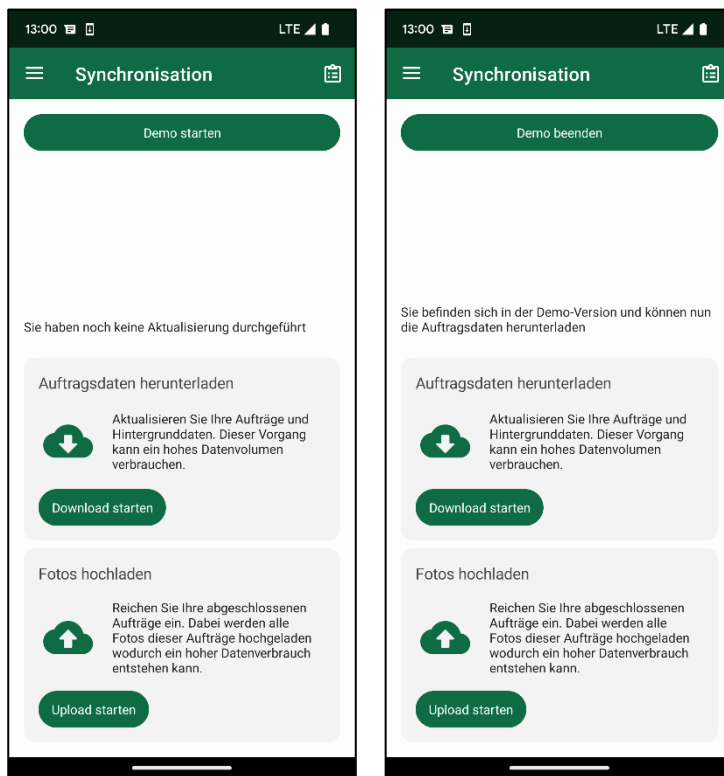 13:00
LTE
Synchronisation
Demo starten
Sie haben noch keine Aktualisierung durchgeführt
Auftragsdaten herunterladen
Aktualisieren Sie Ihre Aufträge und
Hintergrunddaten. Dieser Vorgang
kann ein hohes Datenvolumen
verbrauchen.
Download starten
Fotos hochladen
Reichen Sie Ihre abgeschlossenen
Aufträge ein. Dabei werden alle
Fotos dieser Aufträge hochgeladen
wodurch ein hoher Datenverbrauch
entstehen kann.
Upload starten
13:00
LTE
Synchronisation
Demo beenden
Sie befinden sich in der Demo-Version und können nun
die Auftragsdaten herunterladen
Auftragsdaten herunterladen
Aktualisieren Sie Ihre Aufträge und
Hintergrunddaten. Dieser Vorgang
kann ein hohes Datenvolumen
verbrauchen.
Download starten
Fotos hochladen
Reichen Sie Ihre abgeschlossenen
Aufträge ein. Dabei werden alle
Fotos dieser Aufträge hochgeladen
wodurch ein hoher Datenverbrauch
entstehen kann.
Upload starten